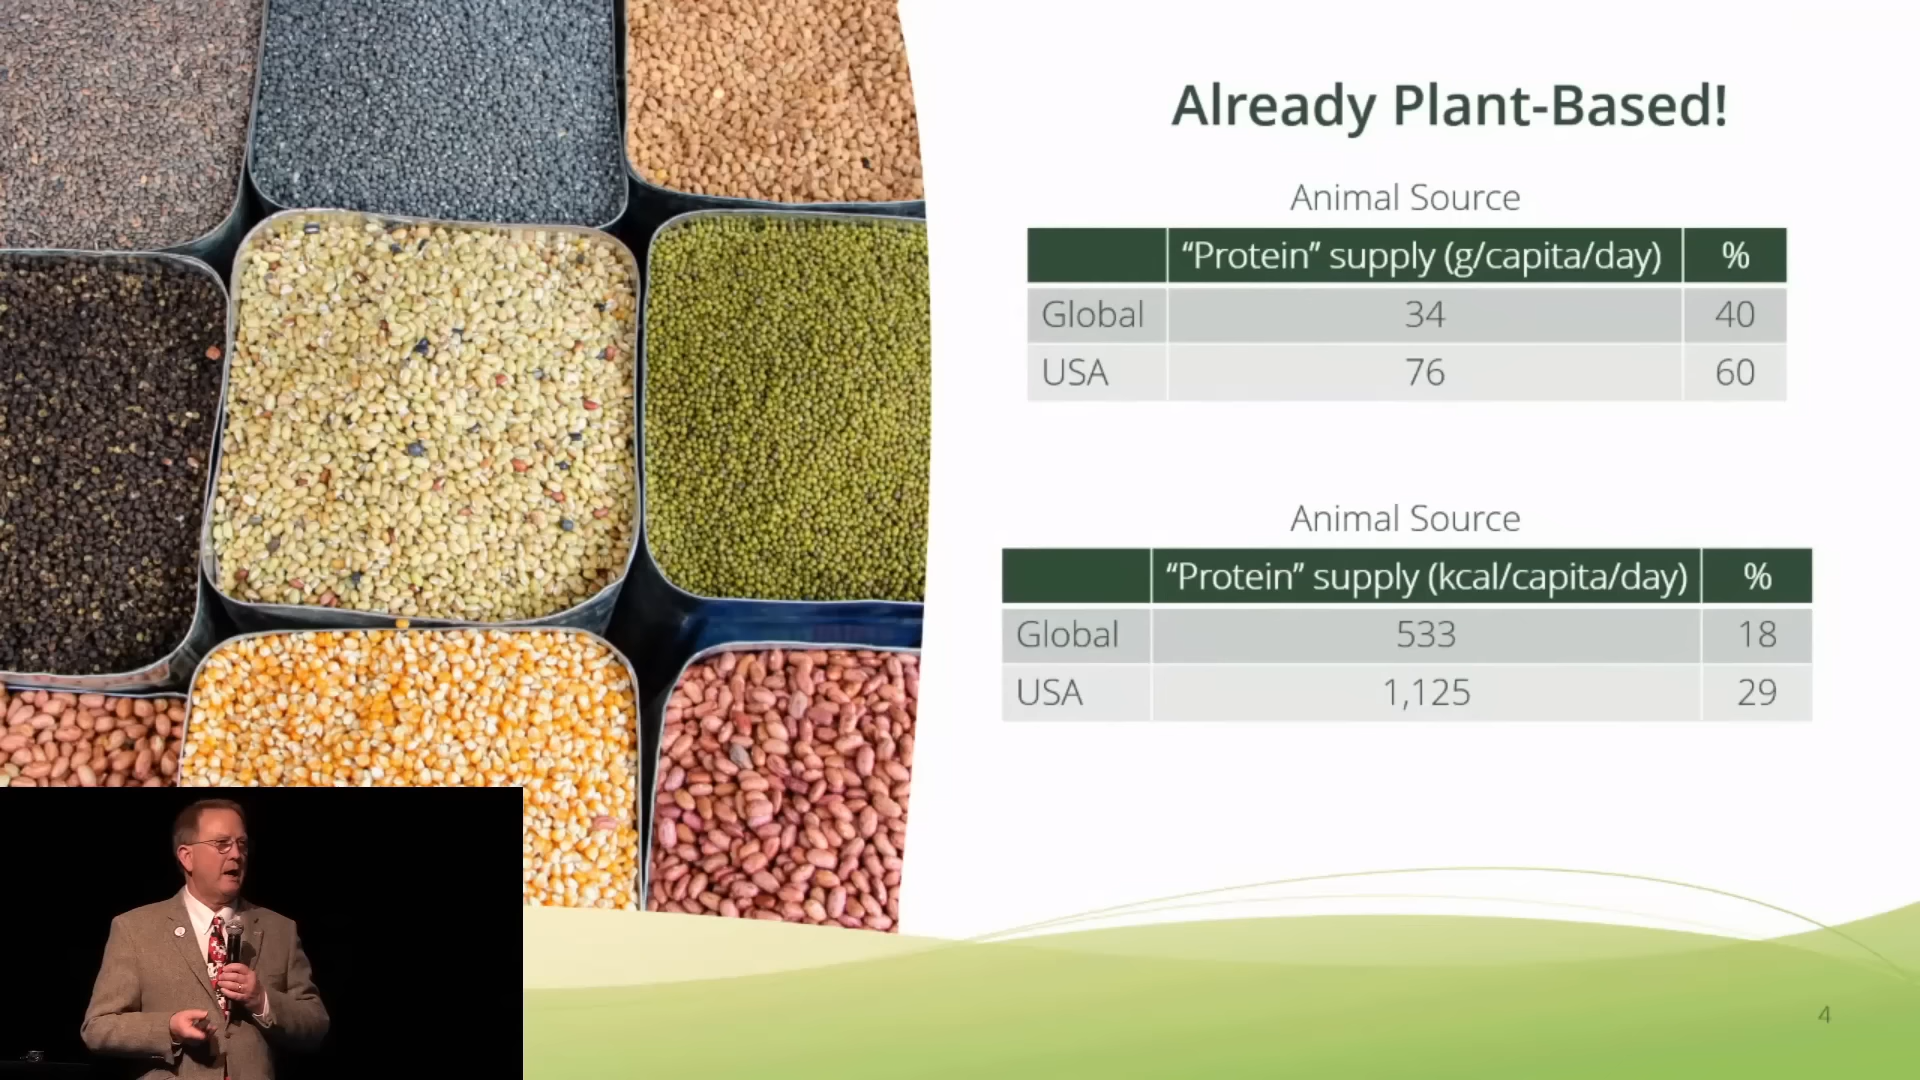 Already Plant-Based!
Animal Source
“Protein” supply (g/capita/day) %
Global 34 40
USA 76 60
Animal Source
“Protein” supply (kcal/capita/day) %
Global 533 18
USA 1,125 29
4